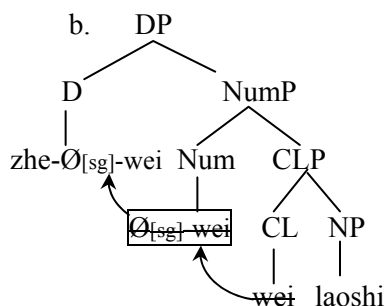 b. DP
D NumP
zhe-Ø[sg]-wei Num CLP
Ø[sg]-wei CL NP
wei laoshi